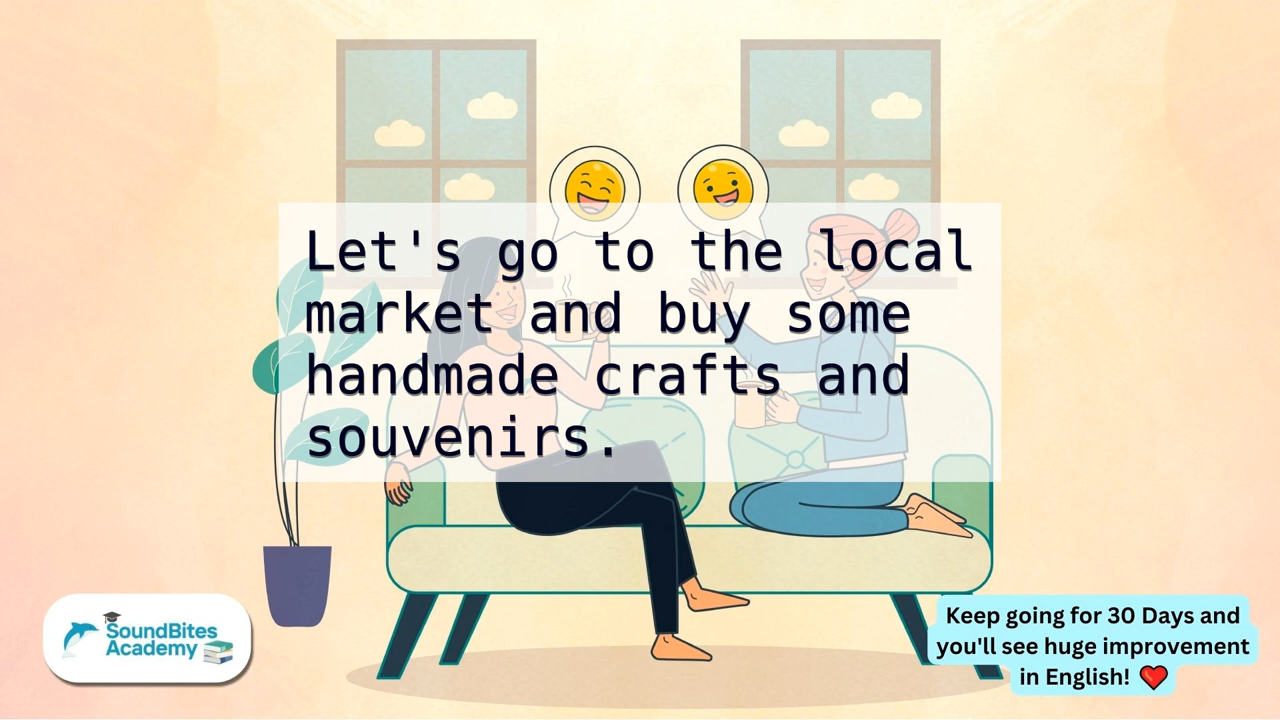 Let's go to the local
market and buy some
handmade crafts and
souvenirs.
SoundBites
Academy
Keep going for 30 Days and
you'll see huge improvement
in English! ❤️